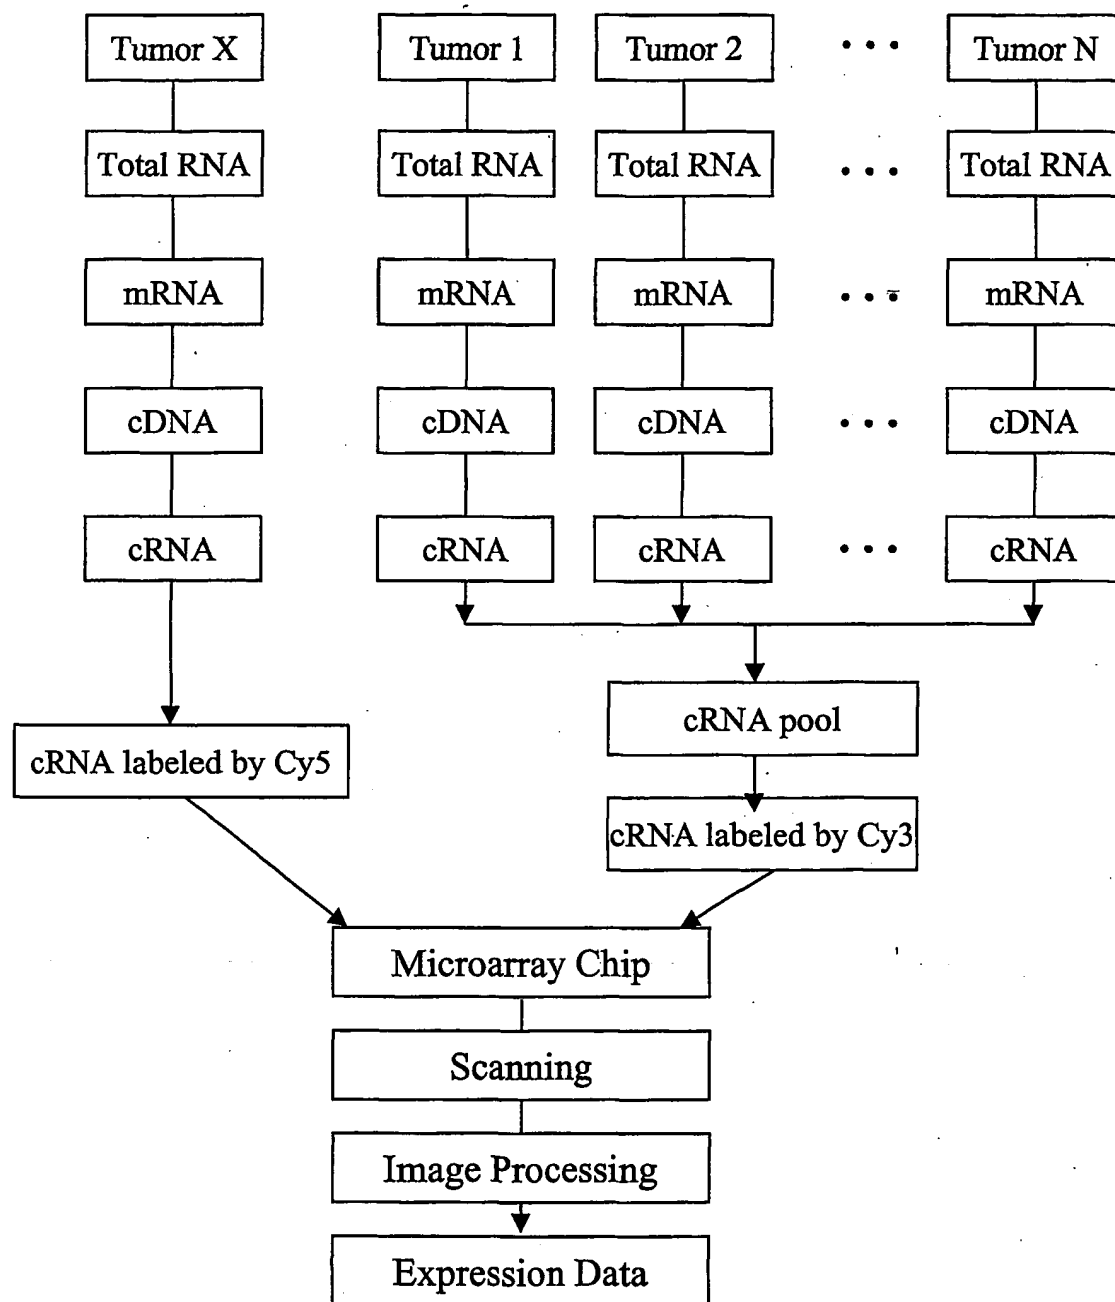 Tumor X Tumor 1 Tumor 2 • • • Tumor N
Total RNA Total RNA Total RNA • • • Total RNA
mRNA mRNA mRNA • • • mRNA
cDNA cDNA cDNA • • • cDNA
cRNA cRNA cRNA • • • cRNA
cRNA pool
cRNA labeled by Cy5
cRNA labeled by Cy3
Microarray Chip
Scanning
Image Processing
Expression Data